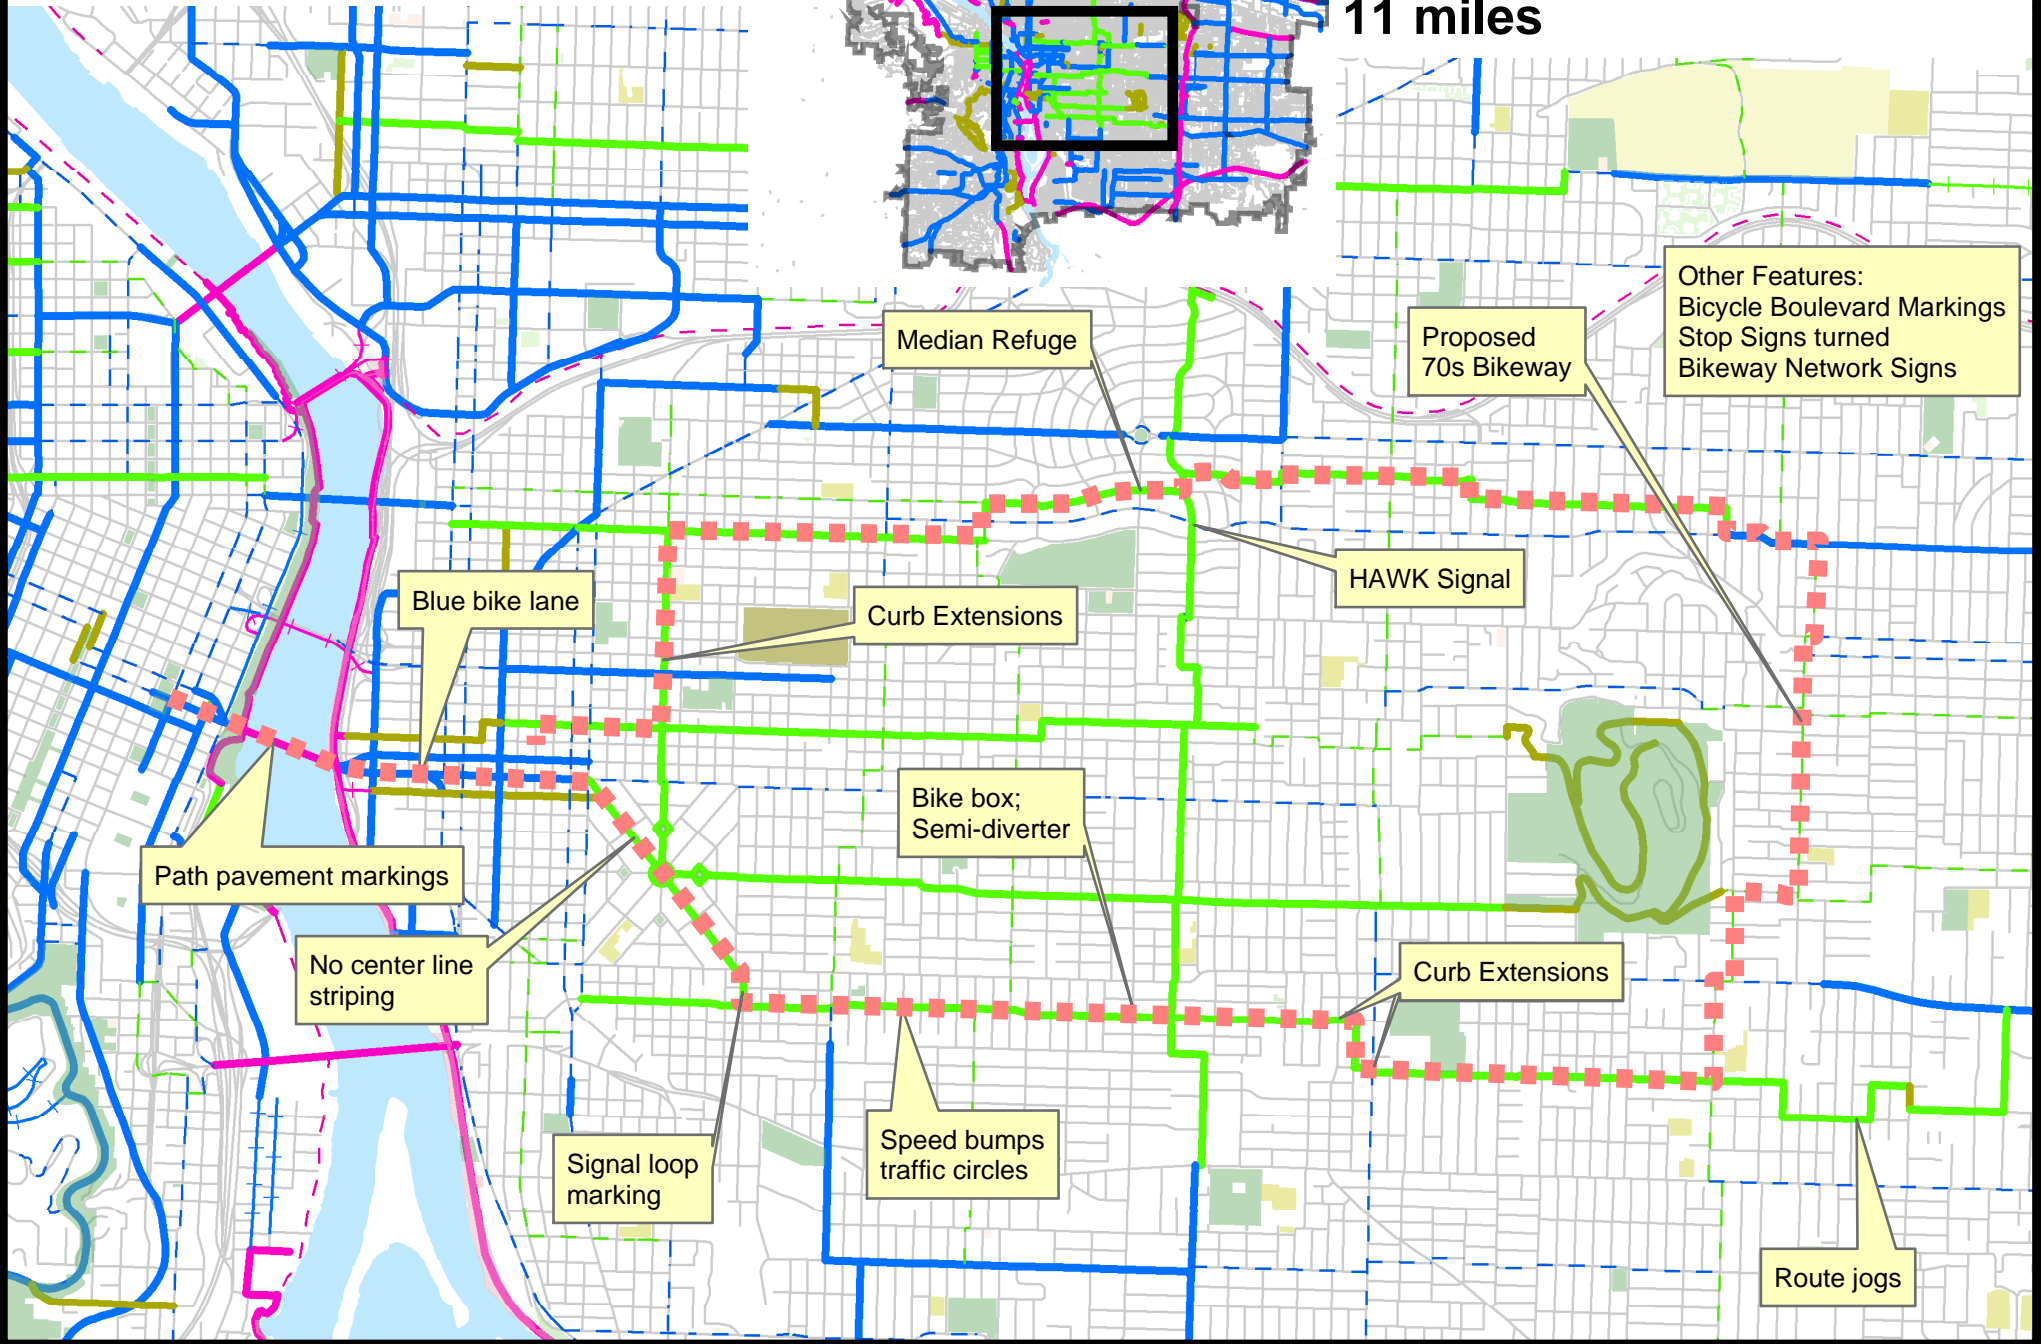 11 miles
Other Features:
Bicycle Boulevard Markings
Stop Signs turned
Bikeway Network Signs
Proposed
70s Bikeway
Median Refuge
HAWK Signal
Blue bike lane
Curb Extensions
Bike box;
Semi-diverter
Path pavement markings
No center line
striping
Curb Extensions
Speed bumps
traffic circles
Signal loop
marking
Route jogs